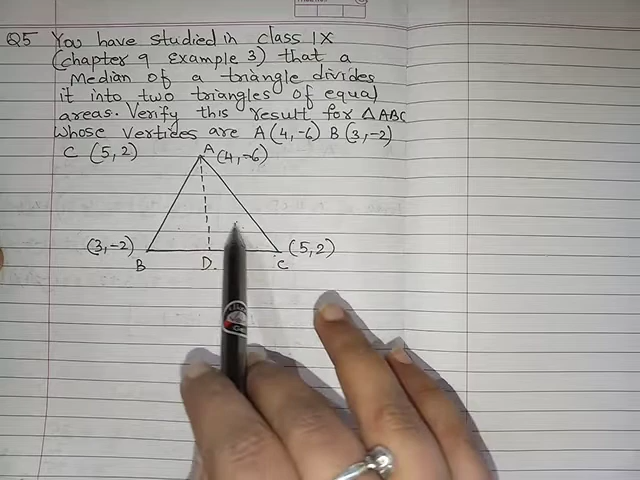 Q5 You have studied in class IX
(chapter 9 example 3) that a
Median of a triangle divides
it into two triangles of equal
areas. Verify this result for △ABC
whose vertides are A(4,-6) B(3,-2)
C (5,2)
A (4,-6)
(3,-2)
(5,2)
B
D.
C